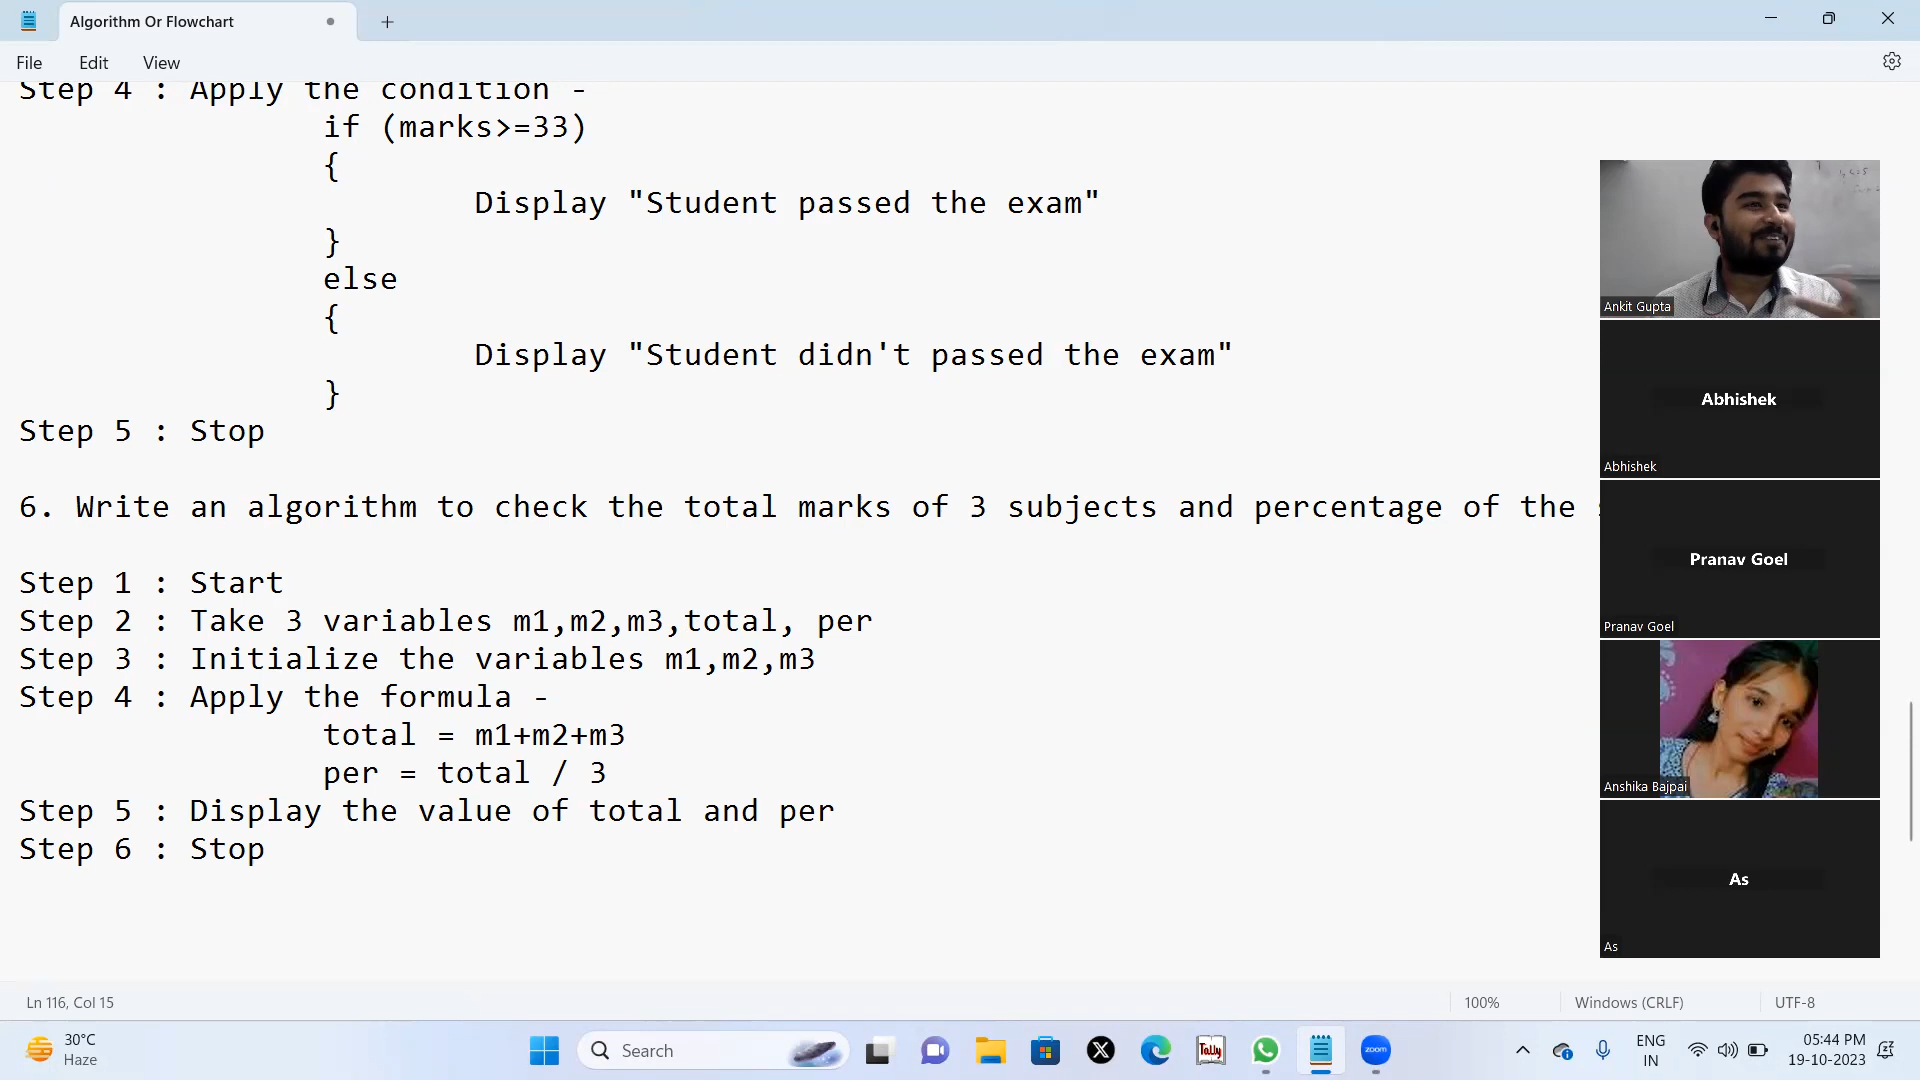 Algorithm Or Flowchart
File Edit View
Step 4 : Apply the condition -
if (marks>=33)
{
Display "Student passed the exam"
}
else
{
Display "Student didn't passed the exam"
}
Step 5 : Stop
6. Write an algorithm to check the total marks of 3 subjects and percentage of the
Step 1 : Start
Step 2 : Take 3 variables m1,m2,m3,total, per
Step 3 : Initialize the variables m1,m2,m3
Step 4 : Apply the formula -
total = m1+m2+m3
per = total / 3
Step 5 : Display the value of total and per
Step 6 : Stop
Ankit Gupta
Abhishek
Abhishek
Pranav Goel
Pranav Goel
Anshika Bajpai
As
As
Ln 116, Col 15
100%
Windows (CRLF)
UTF-8
30°C
Haze
Search
Tally
zoom
ENG
IN
05:44 PM
19-10-2023